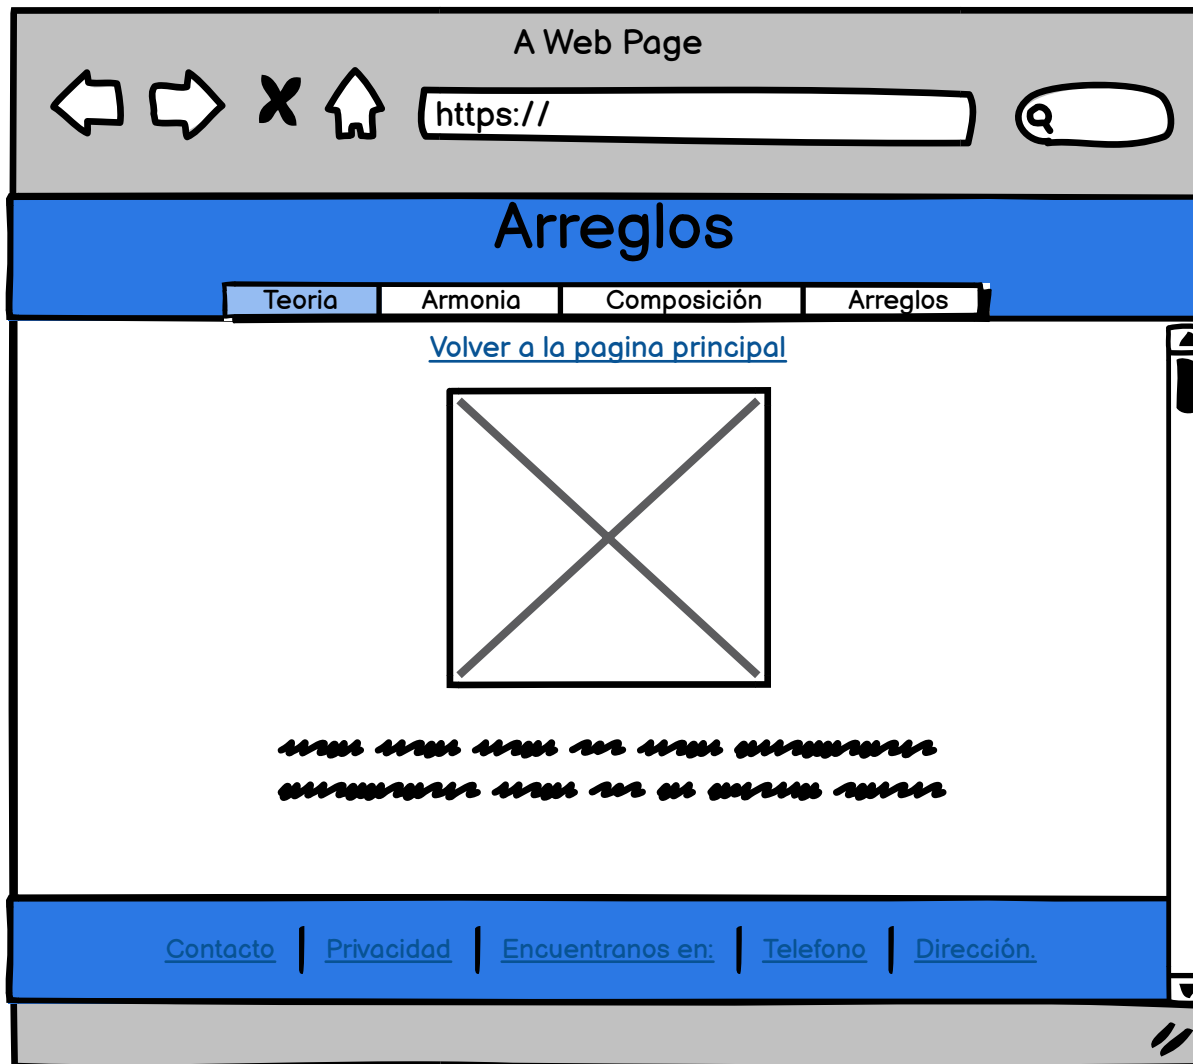 A Web Page
https://
Arreglos
Teoria Armonia Composición Arreglos
Volver a la pagina principal
Contacto Privacidad Encuentranos en: Telefono Dirección.